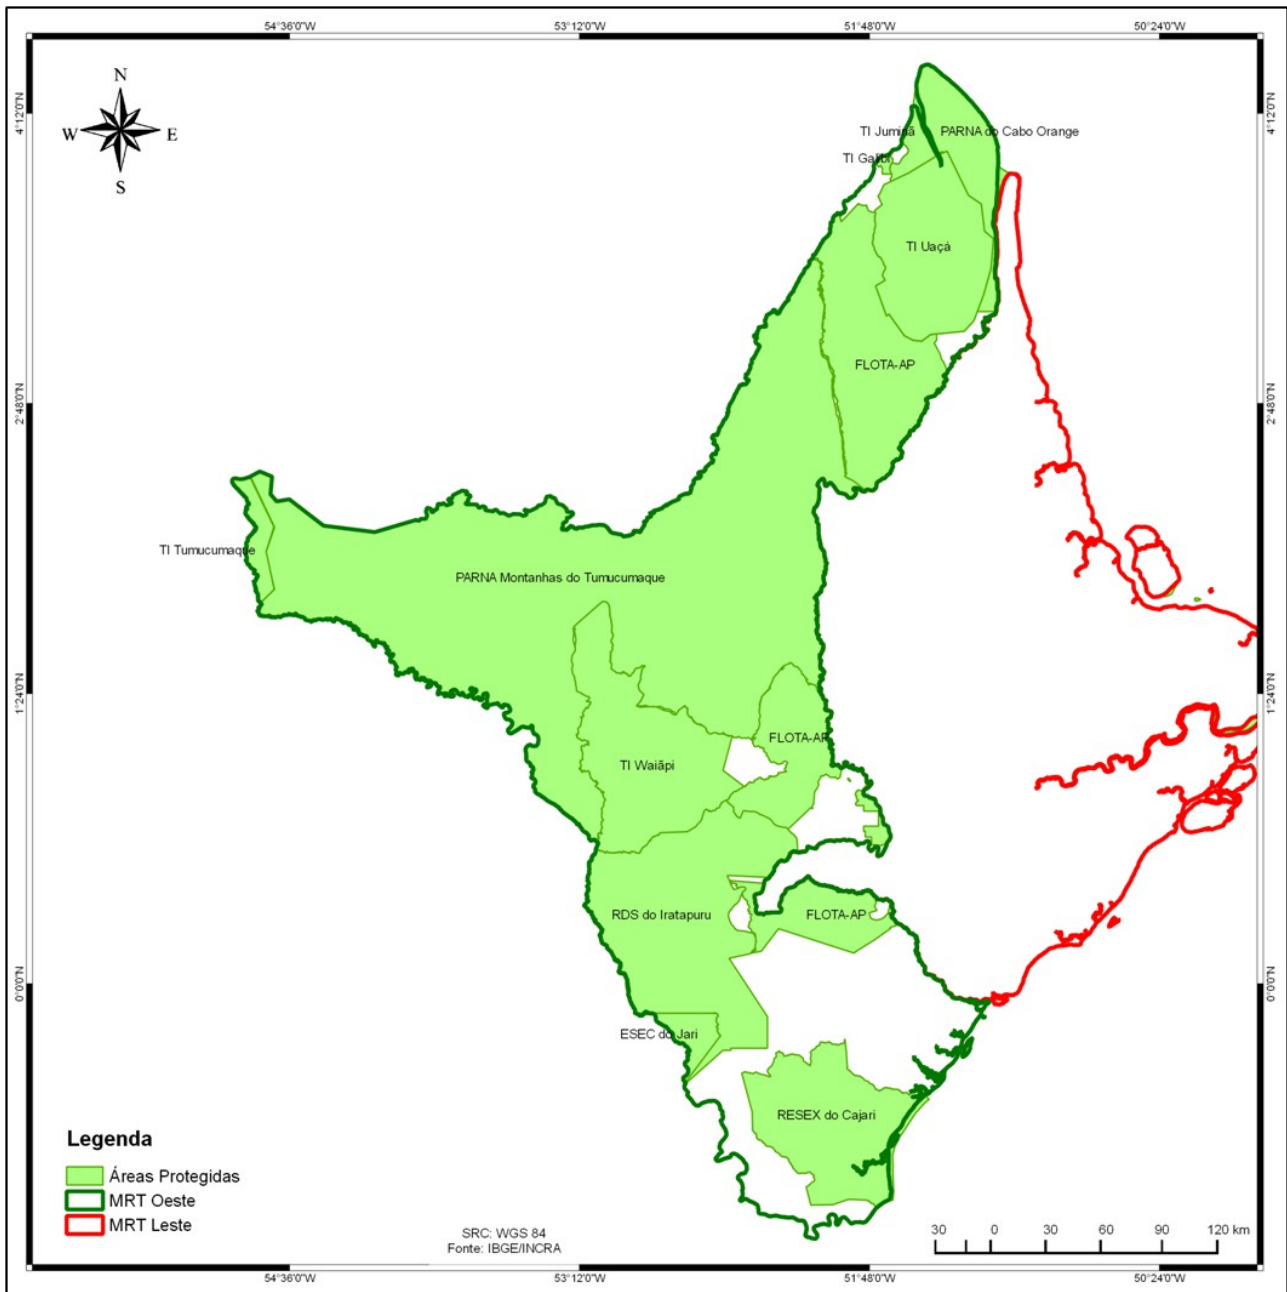 54°36'0"W 53°12'0"W 51°48'0"W 50°24'0"W
N
W E
S
4°12'0"N 4°12'0"N
TI Juminã PARNA do Cabo Orange
TI Galibi
TI Uaçá
FLOTA-AP
2°48'0"N 2°48'0"N
TI Tumucumaque
PARNA Montanhas do Tumucumaque
1°24'0"N 1°24'0"N
FLOTA-AP
TI Waiãpi
RDS do Iratapuru FLOTA-AP
0°0'0"N 0°0'0"N
ESEC do Jari
RESEX do Cajari
Legenda
Áreas Protegidas
MRT Oeste
MRT Leste
SRC: WGS 84
Fonte: IBGE/INCRA
30 0 30 60 90 120 km
54°36'0"W 53°12'0"W 51°48'0"W 50°24'0"W